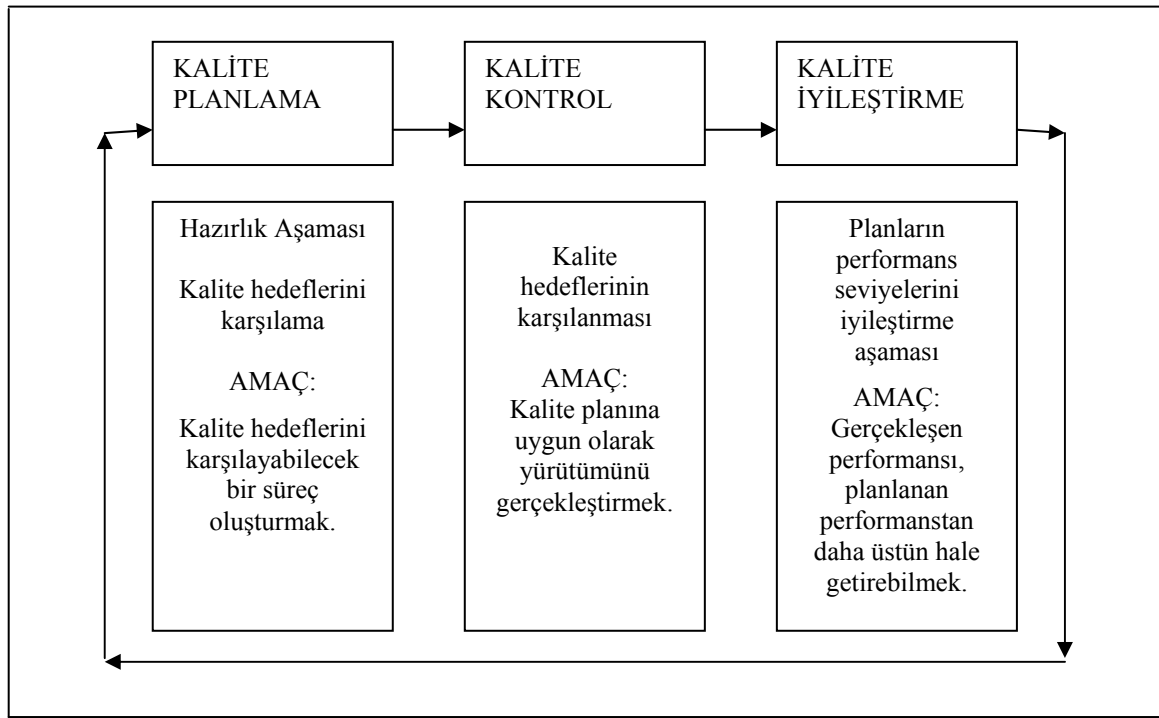 KALİTE
PLANLAMA
KALİTE
KONTROL
KALİTE
İYİLEŞTİRME
Hazırlık Aşaması
Kalite hedeflerini
karşılama
AMAÇ:
Kalite hedeflerini
karşılayabilecek
bir süreç
oluşturmak.
Kalite
hedeflerinin
karşılanması
AMAÇ:
Kalite planına
uygun olarak
yürütümünü
gerçekleştirmek.
Planların
performans
seviyelerini
iyileştirme
aşaması
AMAÇ:
Gerçekleşen
performansı,
planlanan
performanstan
daha üstün hale
getirebilmek.